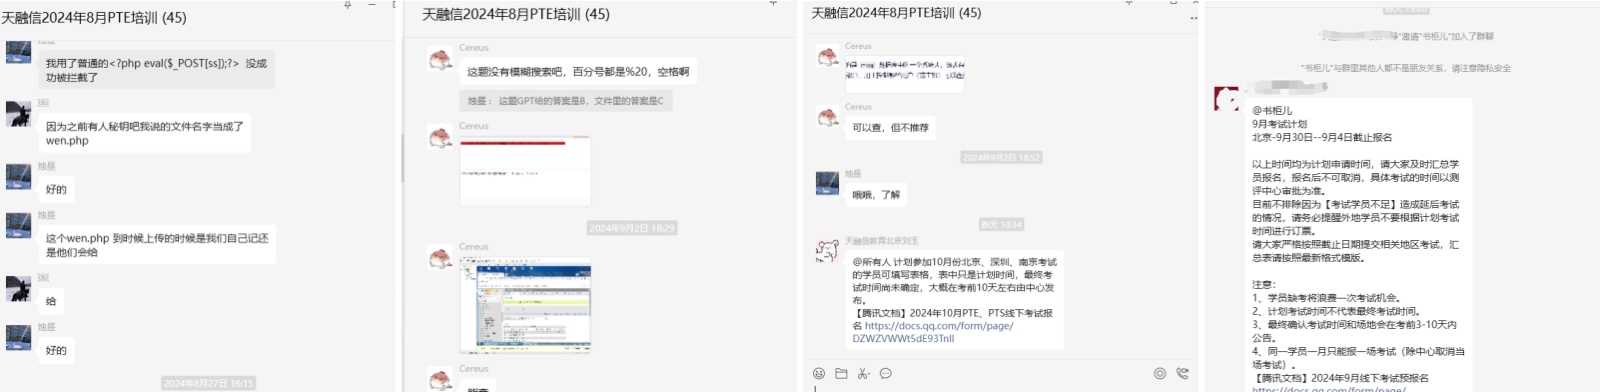 天融信2024年8月PTE培训 (45)
我用了普通的<?php eval($_POST[ss]);?> 没成
功被拦截了
因为之前有人秘钥吧我说的文件名字当成了
wen.php
烛昼
好的
烛昼
这个wen.php 到时候上传的时候是我们自己记还
是他们会给
给
烛昼
好的
2024年8月27日 16:15
天融信2024年8月PTE培训 (45)
Cereus
这题没有模糊搜索吧，百分号都是%20，空格啊
烛昼： 这题GPT给的答案是B，文件里的答案是C
Cereus
2024年9月2日 18:29
Cereus
Cereus
天融信2024年8月PTE培训 (45)
Cereus
Cereus
可以查，但不推荐
2024年9月2日 18:52
烛昼
哦哦，了解
昨天 10:34
天融信教育北京刘玉
@所有人 计划参加10月份北京、深圳、南京考试
的学员可填写表格，表中只是计划时间，最终考
试时间尚未确定，大概在考前10天左右由中心发
布。
【腾讯文档】2024年10月PTE、PTS线下考试报
名 https://docs.qq.com/form/page/
DZWZVWWt5dE93TnlI
"邀请"书柜儿"加入了群聊
"书柜儿"与群里其他人都不是朋友关系，请注意隐私安全
@书柜儿
9月考试计划
北京-9月30日--9月4日截止报名
以上时间均为计划申请时间，请大家及时汇总学
员报名，报名后不可取消，具体考试的时间以测
评中心审批为准。
目前不排除因为【考试学员不足】造成延后考试
的情况，请务必提醒外地学员不要根据计划考试
时间进行订票。
请大家严格按照截止日期提交相关地区考试，汇
总表请按照最新格式模版。
注意：
1、学员缺考将浪费一次考试机会。
2、计划考试时间不代表最终考试时间。
3、最终确认考试时间和场地会在考前3-10天内
公告。
4、同一学员一月只能报一场考试（除中心取消当
场考试）。
【腾讯文档】2024年9月线下考试预报名
https://docs.qq.com/form/page/